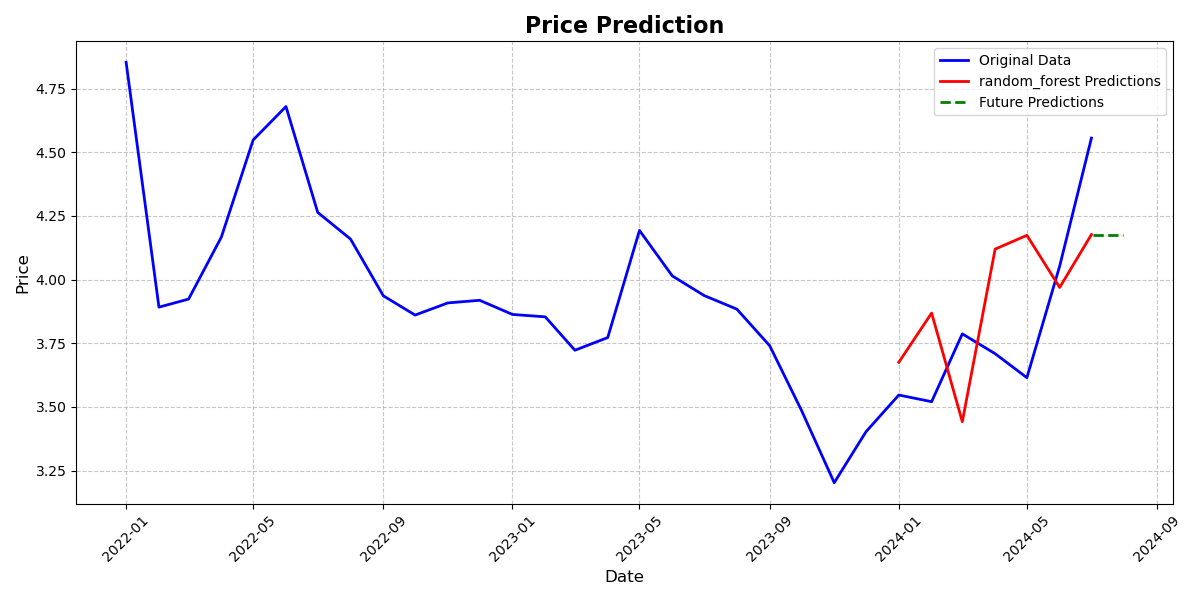 Price Prediction
Original Data
random_forest Predictions
Future Predictions
Price
4.75
4.50
4.25
4.00
3.75
3.50
3.25
2022-01
2022-05
2022-09
2023-01
2023-05
2023-09
2024-01
2024-05
2024-09
Date